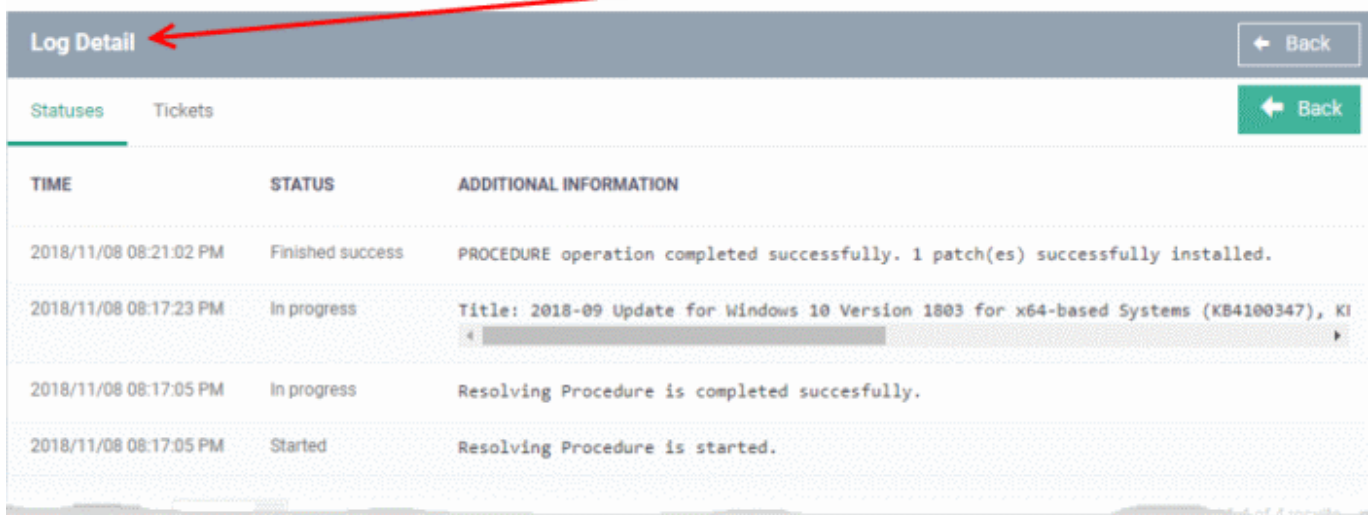 Log Detail
Back
Statuses Tickets
Back
TIME STATUS ADDITIONAL INFORMATION
2018/11/08 08:21:02 PM Finished success PROCEDURE operation completed successfully. 1 patch(es) successfully installed.
2018/11/08 08:17:23 PM In progress Title: 2018-09 Update for Windows 10 Version 1803 for x64-based Systems (KB4100347),
2018/11/08 08:17:05 PM In progress Resolving Procedure is completed succesfully.
2018/11/08 08:17:05 PM Started Resolving Procedure is started.